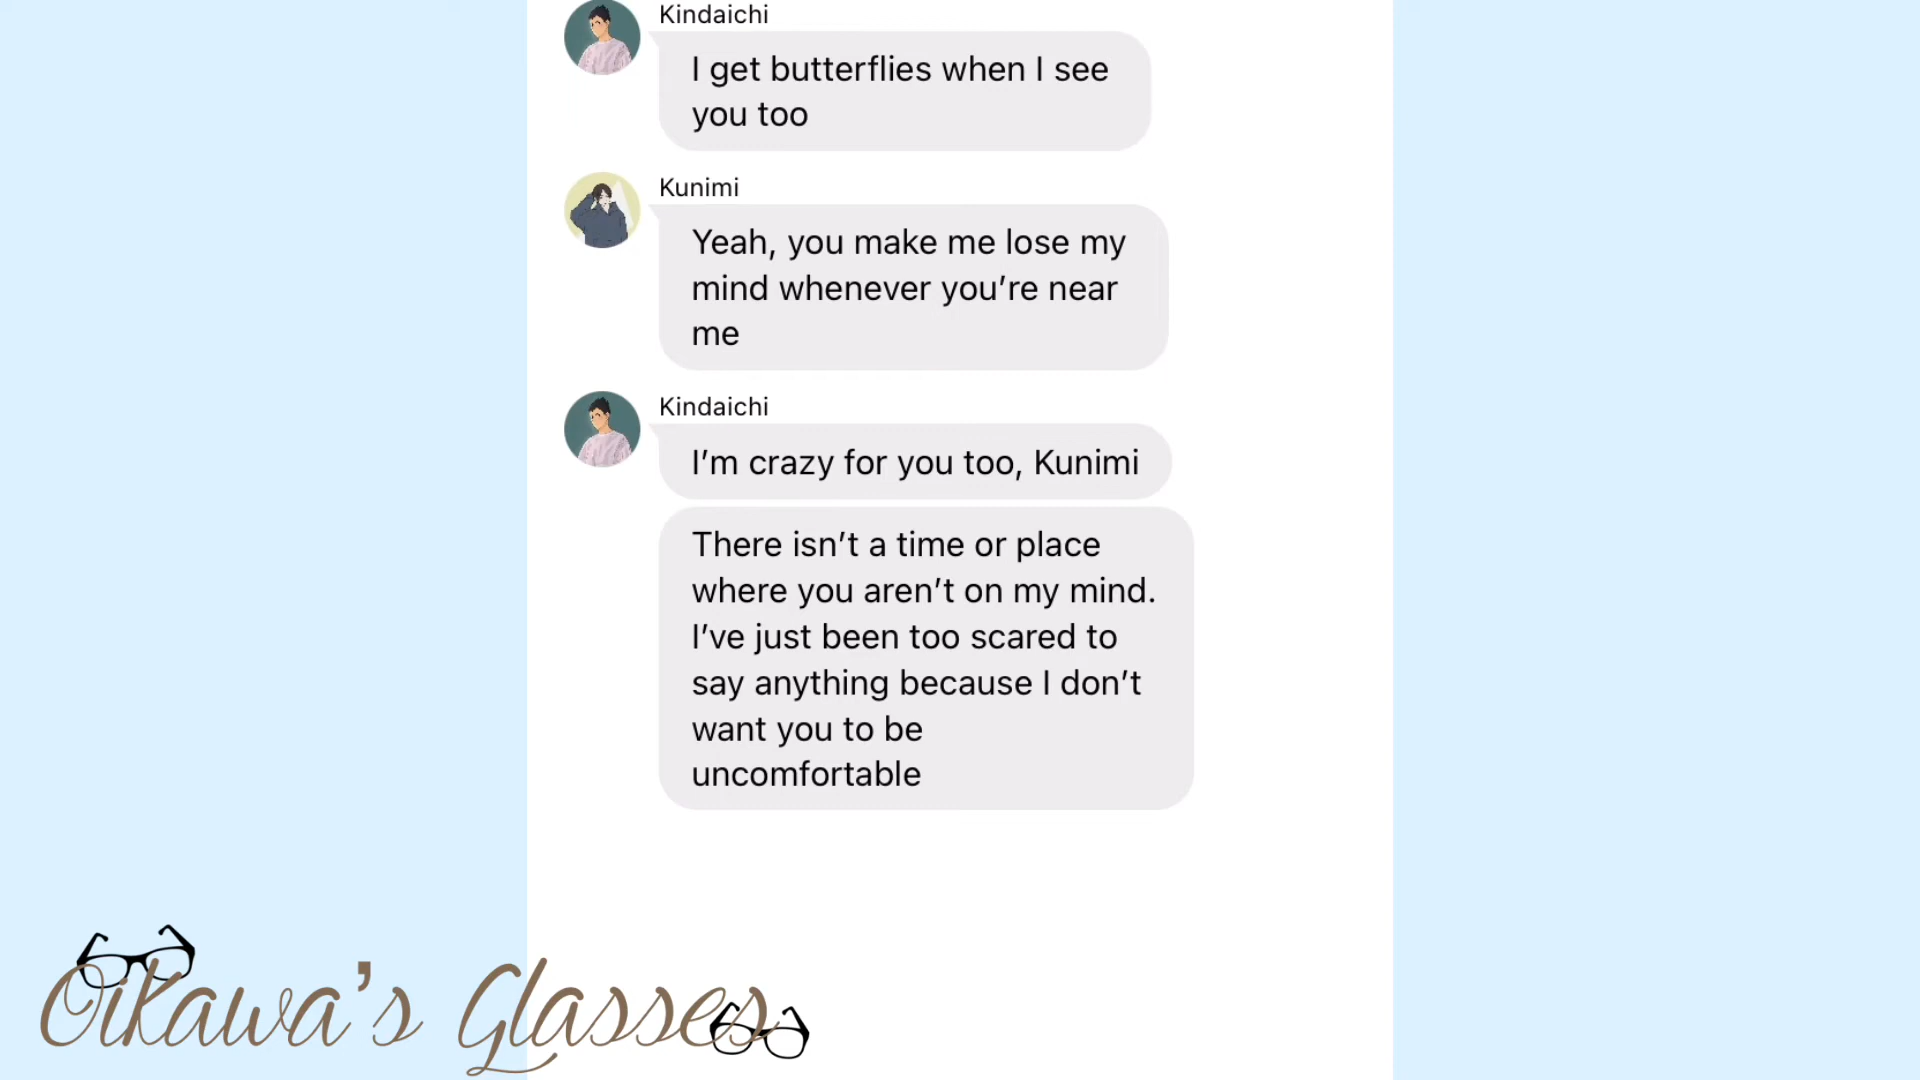 Kindaichi
I get butterflies when I see
you too
Kunimi
Yeah, you make me lose my
mind whenever you’re near
me
Kindaichi
I’m crazy for you too, Kunimi
There isn’t a time or place
where you aren’t on my mind.
I’ve just been too scared to
say anything because I don’t
want you to be
uncomfortable
Oikawa’s Glasses